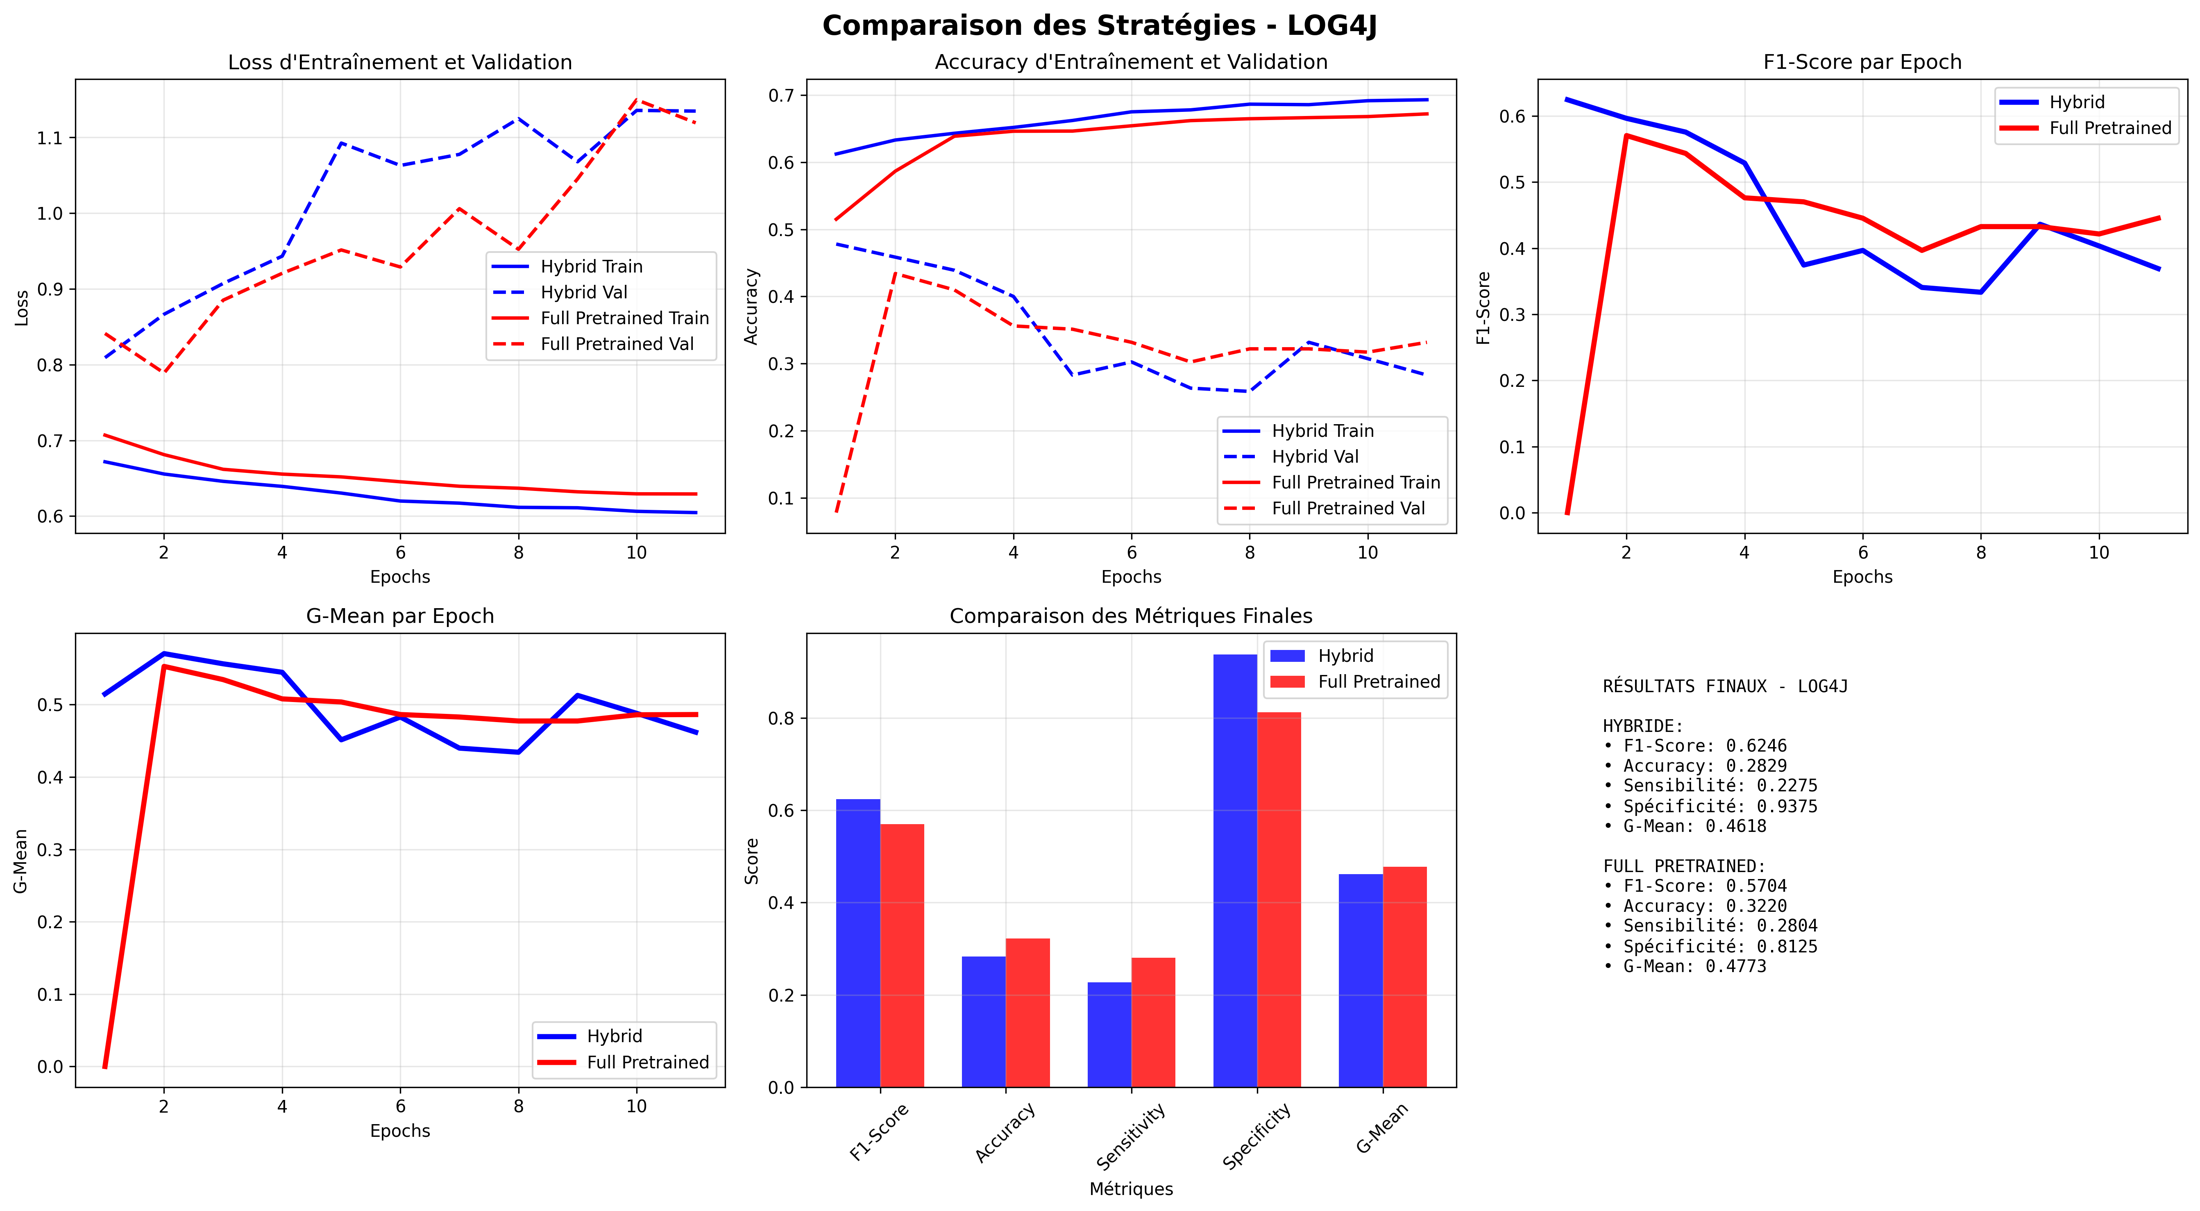 Comparaison des Stratégies - LOG4J
Loss d'Entraînement et Validation
1.1
1.0
0.9
0.8
0.7
0.6
Loss
Hybrid Train
Hybrid Val
Full Pretrained Train
Full Pretrained Val
2 4 6 8 10
Epochs
Accuracy d'Entraînement et Validation
0.7
0.6
0.5
0.4
0.3
0.2
0.1
Accuracy
Hybrid Train
Hybrid Val
Full Pretrained Train
Full Pretrained Val
2 4 6 8 10
Epochs
F1-Score par Epoch
0.6
0.5
0.4
0.3
0.2
0.1
0.0
F1-Score
Hybrid
Full Pretrained
2 4 6 8 10
Epochs
G-Mean par Epoch
0.5
0.4
0.3
0.2
0.1
0.0
G-Mean
Hybrid
Full Pretrained
2 4 6 8 10
Epochs
Comparaison des Métriques Finales
0.8
0.6
0.4
0.2
0.0
Score
Hybrid
Full Pretrained
F1-Score
Accuracy
Sensitivity
Specificity
G-Mean
Métriques
RÉSULTATS FINAUX - LOG4J
HYBRIDE:
• F1-Score: 0.6246
• Accuracy: 0.2829
• Sensibilité: 0.2275
• Spécificité: 0.9375
• G-Mean: 0.4618
FULL PRETRAINED:
• F1-Score: 0.5704
• Accuracy: 0.3220
• Sensibilité: 0.2804
• Spécificité: 0.8125
• G-Mean: 0.4773